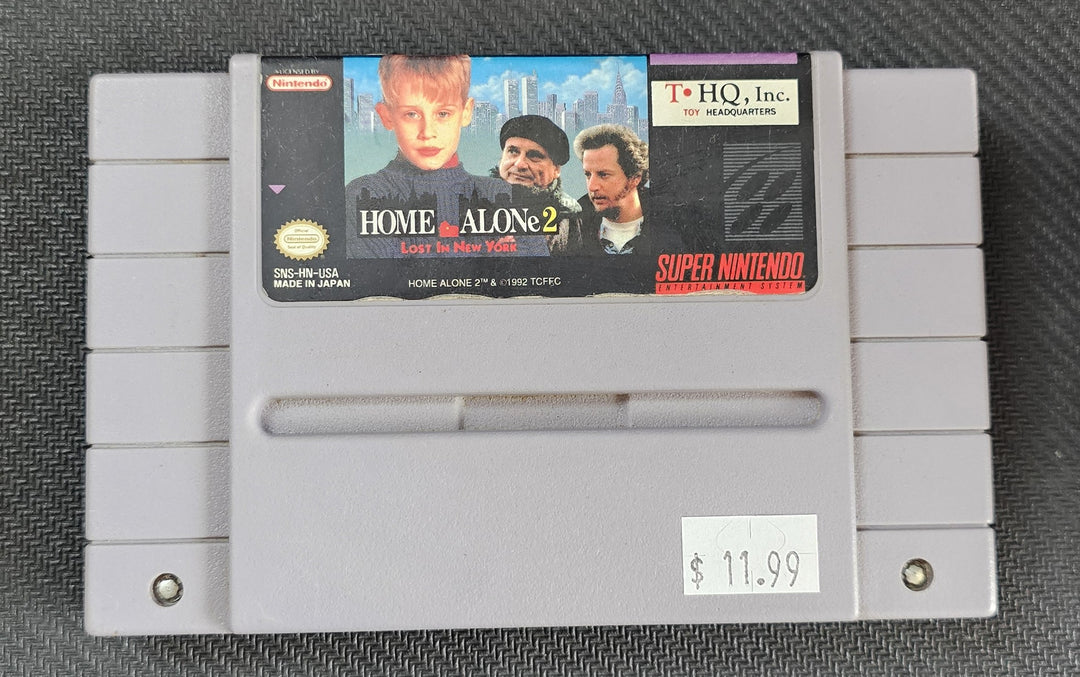 LICENSED BY
Nintendo
T•HQ, Inc.
TOY HEADQUARTERS
HOME ALONe 2
LOST IN NEW YORK
Official
Nintendo
Seal of Quality
SNS-HN-USA
MADE IN JAPAN
HOME ALONE 2™ & ©1992 TCFFC
SUPER NINTENDO
ENTERTAINMENT SYSTEM
$ 11.99